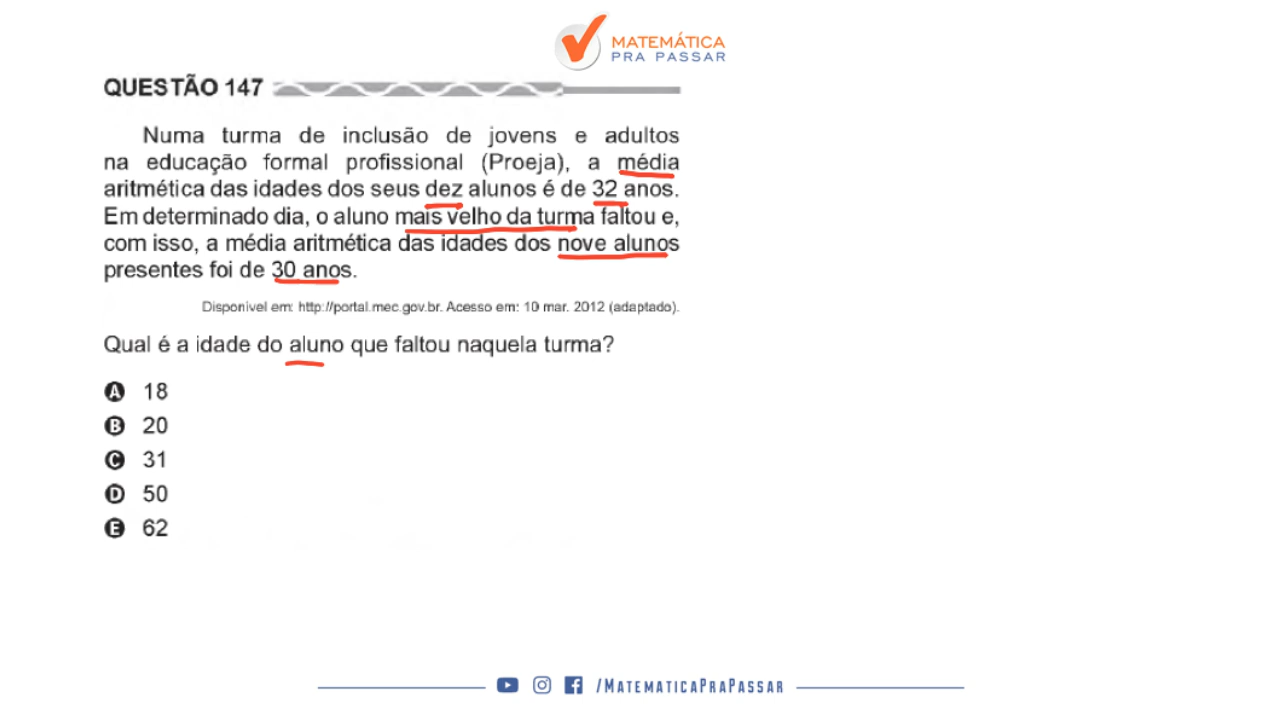 MATEMÁTICA
PRA PASSAR
QUESTÃO 147
Numa turma de inclusão de jovens e adultos
na educação formal profissional (Proeja), a média
aritmética das idades dos seus dez alunos é de 32 anos.
Em determinado dia, o aluno mais velho da turma faltou e,
com isso, a média aritmética das idades dos nove alunos
presentes foi de 30 anos.
Disponível em: http://portal.mec.gov.br. Acesso em: 10 mar. 2012 (adaptado).
Qual é a idade do aluno que faltou naquela turma?
A 18
B 20
C 31
D 50
E 62
/MATEMATICAPRAPASSAR